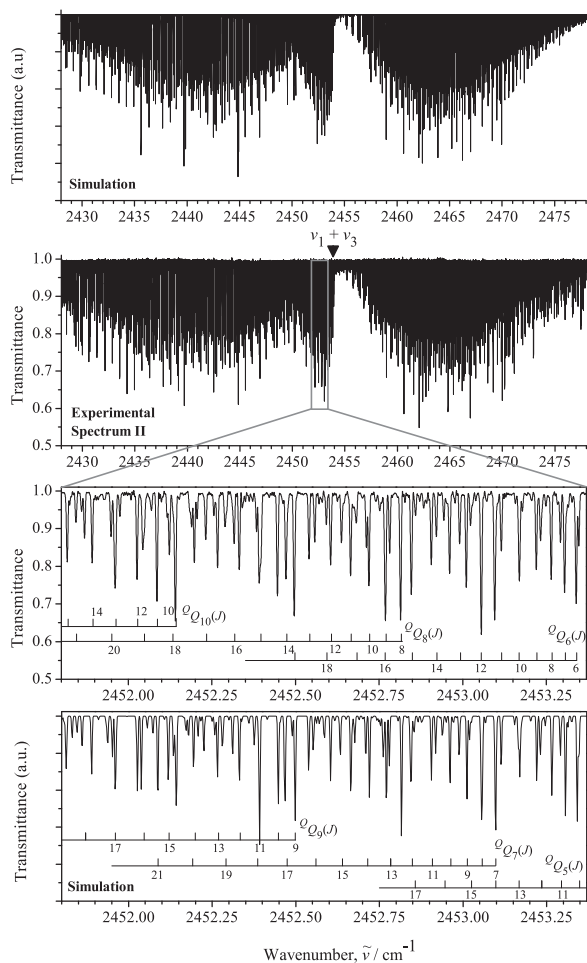 Transmittance (a.u)
Simulation
2430 2435 2440 2445 2450 2455 2460 2465 2470 2475
ν1 + ν3
1.0
0.9
0.8
0.7
0.6
0.5
Transmittance
Experimental
Spectrum II
2430 2435 2440 2445 2450 2455 2460 2465 2470 2475
1.0
0.9
0.8
0.7
0.6
0.5
Transmittance
14 12 10 QQ10(J)
20 18 16 14 12 10 8 QQ8(J)
18 16 14 12 10 8 6 QQ6(J)
2452.00 2452.25 2452.50 2452.75 2453.00 2453.25
Transmittance (a.u.)
17 15 13 11 9 QQ9(J)
21 19 17 15 13 11 9 7 QQ7(J)
17 15 13 11 QQ5(J)
Simulation
2452.00 2452.25 2452.50 2452.75 2453.00 2453.25
Wavenumber, ν̃ / cm-1